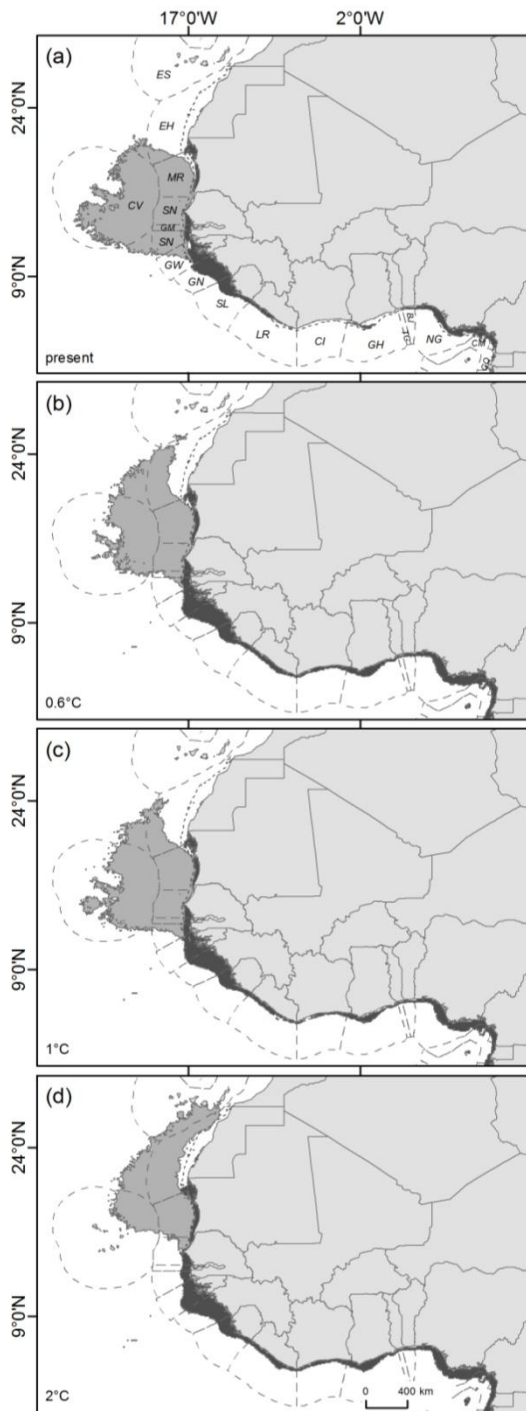 17°0'W 2°0'W
(a)
24°0'N
9°0'N
ES
EH
MR
CV
SN
GM
SN
GW
GN
SL
LR
CI
GH
TG
BJ
NG
CM
GQ
present
(b)
24°0'N
9°0'N
0.6°C
(c)
24°0'N
9°0'N
1°C
(d)
24°0'N
9°0'N
2°C
0 400 km